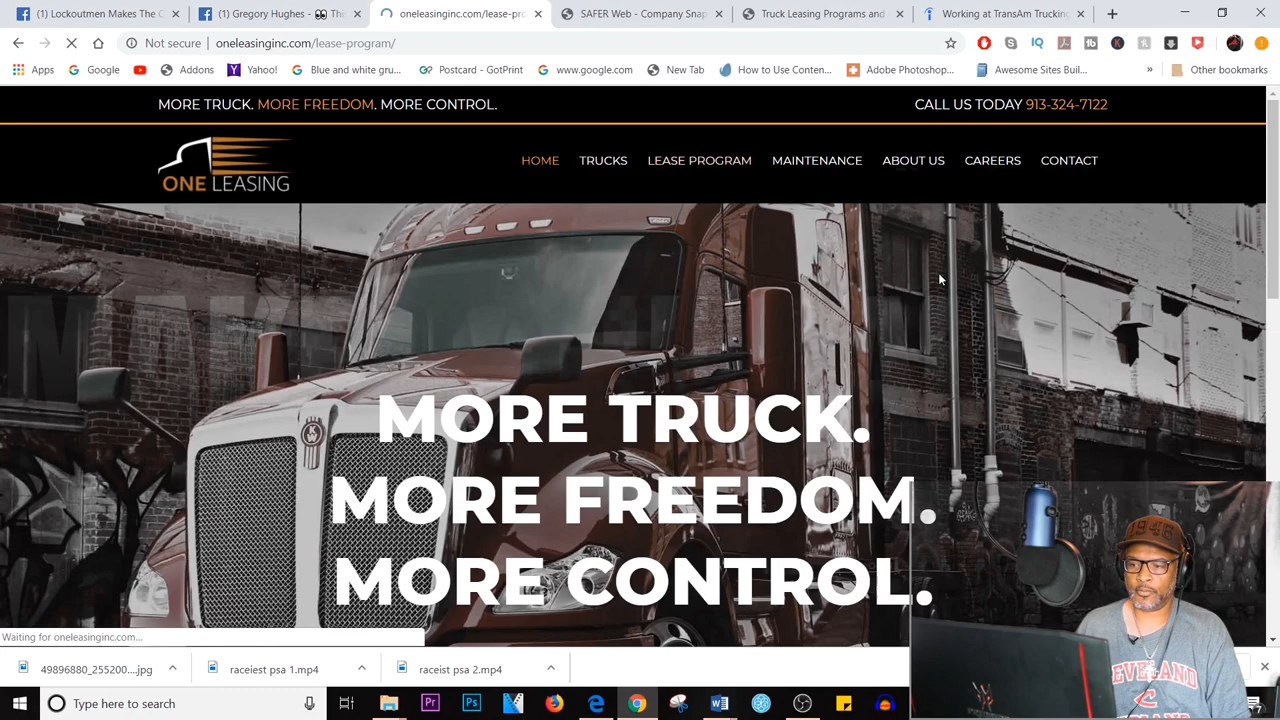 (1) Lockoutmen Makes The C
(1) Gregory Hughes - 👀 Thi
oneleasinginc.com/lease-pro
SAFER Web - Company Snap
Truck Leasing Programs and
Working at TransAm Trucking
Not secure | oneleasinginc.com/lease-program/
Apps
Google
Addons
Yahoo!
Blue and white gru...
Postcard - GotPrint
www.google.com
New Tab
How to Use Conten...
Adobe Photoshop...
Awesome Sites Buil...
»
Other bookmarks
MORE TRUCK. MORE FREEDOM. MORE CONTROL.
CALL US TODAY 913-324-7122
ONE LEASING
HOME
TRUCKS
LEASE PROGRAM
MAINTENANCE
ABOUT US
CAREERS
CONTACT
MORE TRUCK.
MORE FREEDOM.
MORE CONTROL.
1946
CLEVELAND
Waiting for oneleasinginc.com...
49896880_255200....jpg
raceiest psa 1.mp4
raceist psa 2.mp4
Type here to search